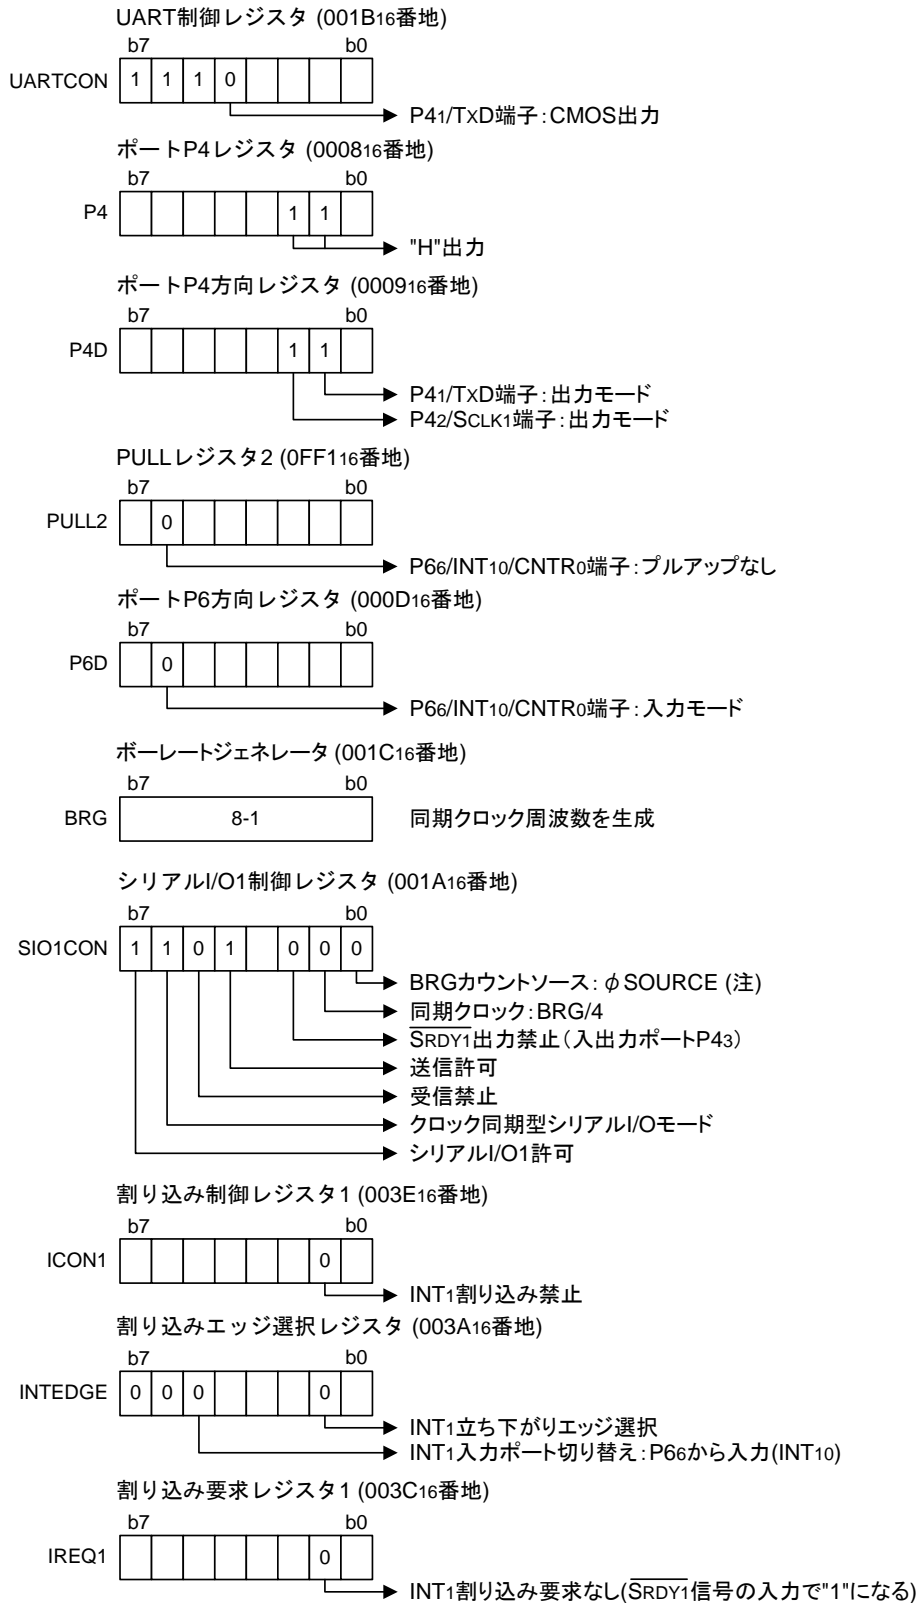 UART制御レジスタ (001B16番地)
b7 b0
UARTCON 1 1 1 0
P41/TxD端子:CMOS出力
ポートP4レジスタ (000816番地)
b7 b0
P4 1 1
"H"出力
ポートP4方向レジスタ (000916番地)
b7 b0
P4D 1 1
P41/TxD端子:出力モード
P42/SCLK1端子:出力モード
PULLレジスタ2 (0FF116番地)
b7 b0
PULL2 0
P66/INT10/CNTR0端子:プルアップなし
ポートP6方向レジスタ (000D16番地)
b7 b0
P6D 0
P66/INT10/CNTR0端子:入力モード
ボーレートジェネレータ (001C16番地)
b7 b0
BRG 8-1 同期クロック周波数を生成
シリアルI/O1制御レジスタ (001A16番地)
b7 b0
SIO1CON 1 1 0 1 0 0 0
BRGカウントソース:φSOURCE (注)
同期クロック:BRG/4
SRDY1出力禁止(入出力ポートP43)
送信許可
受信禁止
クロック同期型シリアルI/Oモード
シリアルI/O1許可
割り込み制御レジスタ1 (003E16番地)
b7 b0
ICON1 0
INT1割り込み禁止
割り込みエッジ選択レジスタ (003A16番地)
b7 b0
INTEDGE 0 0 0 0
INT1立ち下がりエッジ選択
INT1入力ポート切り替え:P66から入力(INT10)
割り込み要求レジスタ1 (003C16番地)
b7 b0
IREQ1 0
INT1割り込み要求なし(SRDY1信号の入力で"1"になる)